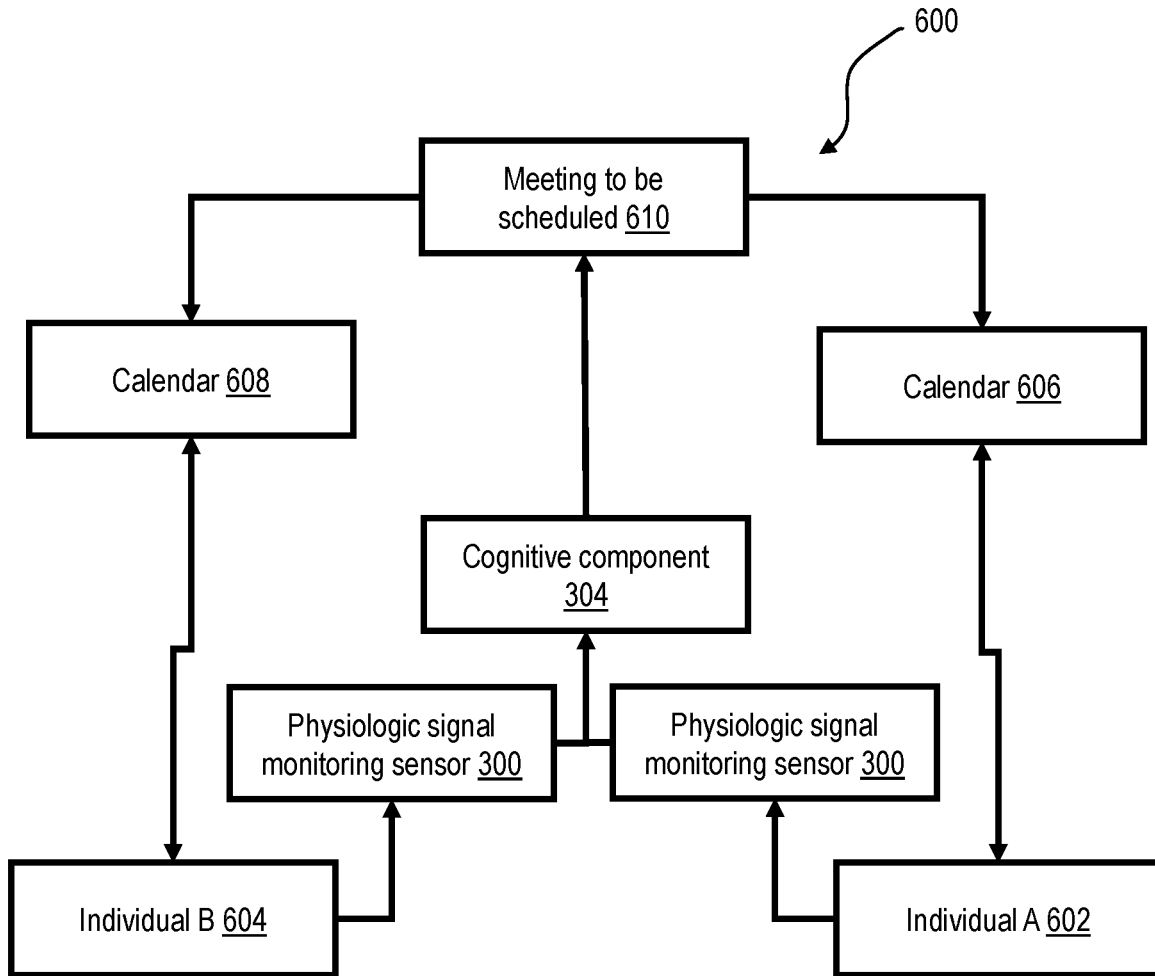 600
Meeting to be
scheduled 610
Calendar 608
Calendar 606
Cognitive component
304
Physiologic signal
monitoring sensor 300
Physiologic signal
monitoring sensor 300
Individual B 604
Individual A 602